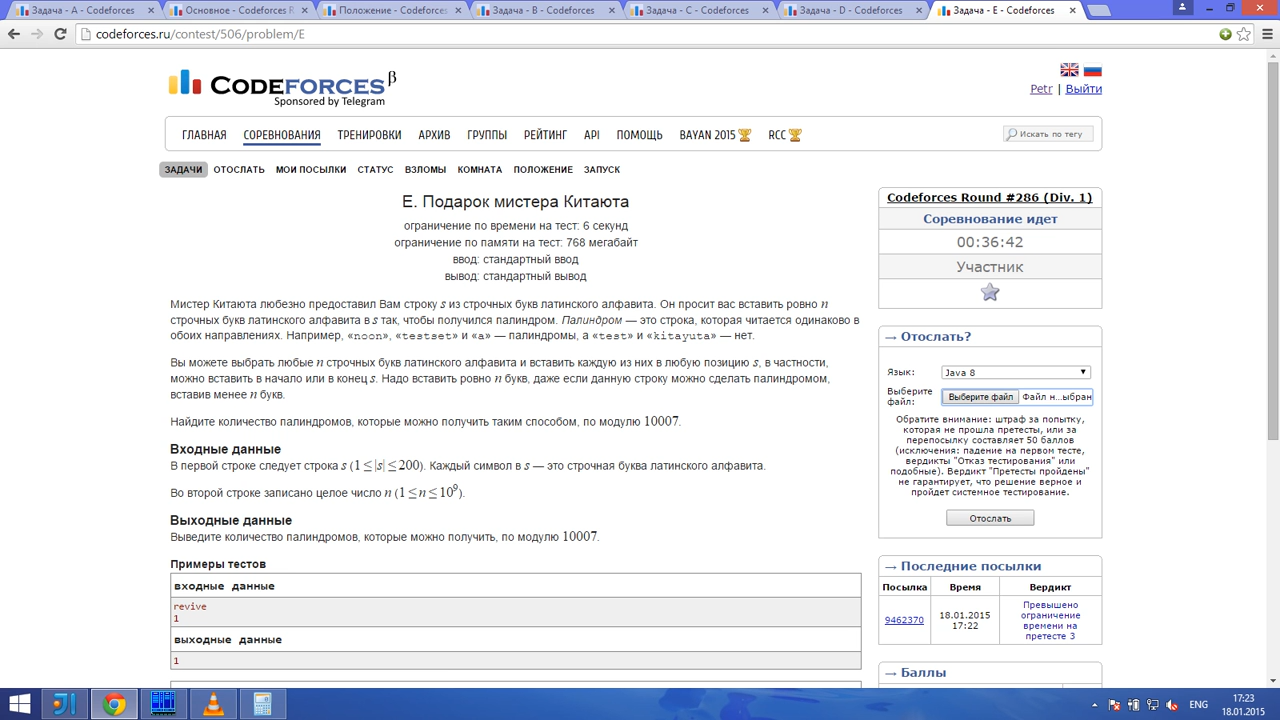 Задача - A - Codeforces
Основное - Codeforces R
Положение - Codeforces
Задача - B - Codeforces
Задача - C - Codeforces
Задача - D - Codeforces
Задача - E - Codeforces
codeforces.ru/contest/506/problem/E
CODEFORCES β
Sponsored by Telegram
Petr | Выйти
ГЛАВНАЯ СОРЕВНОВАНИЯ ТРЕНИРОВКИ АРХИВ ГРУППЫ РЕЙТИНГ API ПОМОЩЬ BAYAN 2015 RCC
Искать по тегу
ЗАДАЧИ ОТОСЛАТЬ МОИ ПОСЫЛКИ СТАТУС ВЗЛОМЫ КОМНАТА ПОЛОЖЕНИЕ ЗАПУСК
E. Подарок мистера Китаюта
ограничение по времени на тест: 6 секунд
ограничение по памяти на тест: 768 мегабайт
ввод: стандартный ввод
вывод: стандартный вывод
Мистер Китаюта любезно предоставил Вам строку s из строчных букв латинского алфавита. Он просит вас вставить ровно n
строчных букв латинского алфавита в s так, чтобы получился палиндром. Палиндром — это строка, которая читается одинаково в
обоих направлениях. Например, «noon», «testset» и «a» — палиндромы, а «test» и «kitayuta» — нет.
Вы можете выбрать любые n строчных букв латинского алфавита и вставить каждую из них в любую позицию s, в частности,
можно вставить в начало или в конец s. Надо вставить ровно n букв, даже если данную строку можно сделать палиндромом,
вставив менее n букв.
Найдите количество палиндромов, которые можно получить таким способом, по модулю 10007.
Входные данные
В первой строке следует строка s (1 ≤ |s| ≤ 200). Каждый символ в s — это строчная буква латинского алфавита.
Во второй строке записано целое число n (1 ≤ n ≤ 10⁹).
Выходные данные
Выведите количество палиндромов, которые можно получить, по модулю 10007.
Примеры тестов
входные данные
revive
1
выходные данные
1
Codeforces Round #286 (Div. 1)
Соревнование идет
00:36:42
Участник
→ Отослать?
Язык: Java 8
Выберите
файл: Выберите файл Файл н...ыбран
Обратите внимание: штраф за попытку,
которая не прошла претесты, или за
перепосылку составляет 50 баллов
(исключения: падение на первом тесте,
вердикты "Отказ тестирования" или
подобные). Вердикт "Претесты пройдены"
не гарантирует, что решение верное и
пройдет системное тестирование.
Отослать
→ Последние посылки
Посылка Время Вердикт
9462370 18.01.2015 17:22 Превышено
ограничение
времени на
претесте 3
→ Баллы
ENG
17:23
18.01.2015